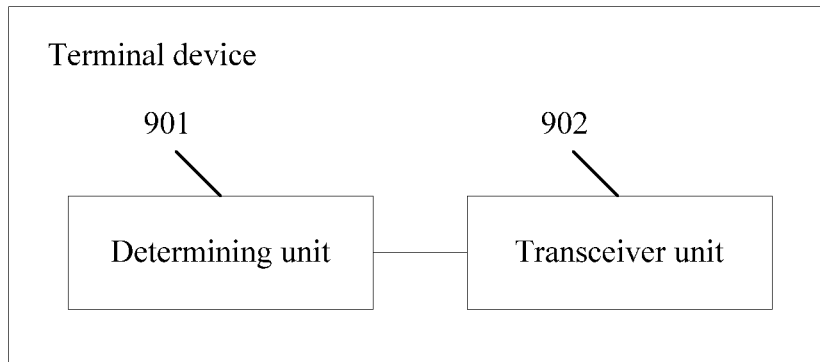 Terminal device
901
902
Determining unit
Transceiver unit